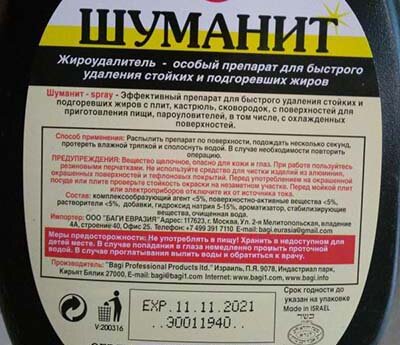 ШУМАНИТ
Жироудалитель - особый препарат для быстрого
удаления стойких и подгоревших жиров
Шуманит - spray - Эффективный препарат для быстрого удаления стойких и
подгоревших жиров с плит, кастрюль, сковородок, с поверхностей для
приготовления пищи, пароуловителей, в том числе, с охлажденных
поверхностей.
Способ применения: Распылить препарат по поверхности, подождать несколько секунд,
протереть влажной тряпкой и сполоснуть водой. В случае необходимости повторить
операцию.
ПРЕДУПРЕЖДЕНИЯ: Вещество щелочное, опасно для кожи и глаз. При работе пользуйтесь
резиновыми перчатками. Не используйте средство для чистки изделий из алюминия,
окрашенных поверхностей и тефлоновых покрытий. Перед употреблением на окрашенной
посуде или плите проверьте стойкость окраски на незаметном участке. Перед мойкой плит
или электроприборов отключите их от источника тока.
Состав: комплексообразующий агент <5%, поверхностно-активные вещества <5%,
растворители <5%, добавки, гидроксид натрия 5-15%, ароматизатор, стабилизирующие
вещества, очищенная вода.
Импортер: ООО "БАГИ ЕВРАЗИЯ" Адрес: 117623, г. Москва, Ул. 2-я Мелитопольская, владение
4А, строение 40, Офис 25. Телефон: +7 499 391 7110 E-mail: bagi.eurasia@gmail.com
Меры предосторожности: Не употреблять в пищу! Хранить в недоступном для
детей месте. В случае попадания в глаза немедленно промыть проточной
водой. В случае проглатывания выпить воды и обратиться к врачу.
Производитель: "Bagi Professional Products ltd." Израиль, П.Я. 9078, Индастриал парк,
Кирьят Бялик 27000, E-mail: bagi@bagi1.com Internet: www.bagi1.com, www.bagi.info
EXP. 11.11.2021
..30011940..
V:200316
Срок годности до
указан на упаковке
Made in ISRAEL
כשר